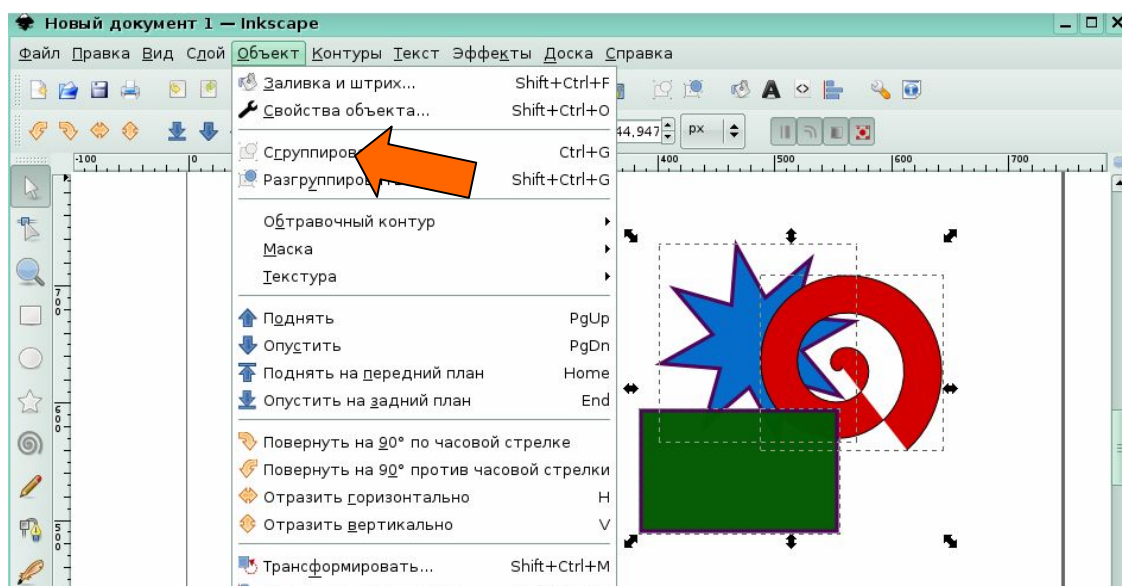 Новый документ 1 — Inkscape
Файл Правка Вид Слой Объект Контуры Текст Эффекты Доска Справка
Заливка и штрих... Shift+Ctrl+F
Свойства объекта... Shift+Ctrl+O
44,947 px
-100 0 400 500 600 700
Ctrl+G
Shift+Ctrl+G
Обтравочный контур
Маска
Текстура
700
Поднять PgUp
Опустить PgDn
Поднять на передний план Home
Опустить на задний план End
600
Повернуть на 90° по часовой стрелке
Повернуть на 90° против часовой стрелки
Отразить горизонтально H
Отразить вертикально V
500
Трансформировать... Shift+Ctrl+M